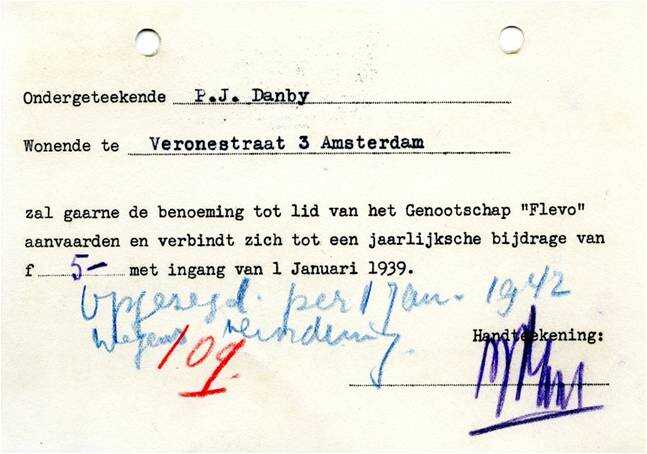 Ondergeteekende P.J. Danby
Wonende te Veronestraat 3 Amsterdam
zal gaarne de benoeming tot lid van het Genootschap "Flevo"
aanvaarden en verbindt zich tot een jaarlijksche bijdrage van
f 5- met ingang van 1 Januari 1939.
Opgezegd. per 1 Jan. 1942
wegens
Handteekening:
109.